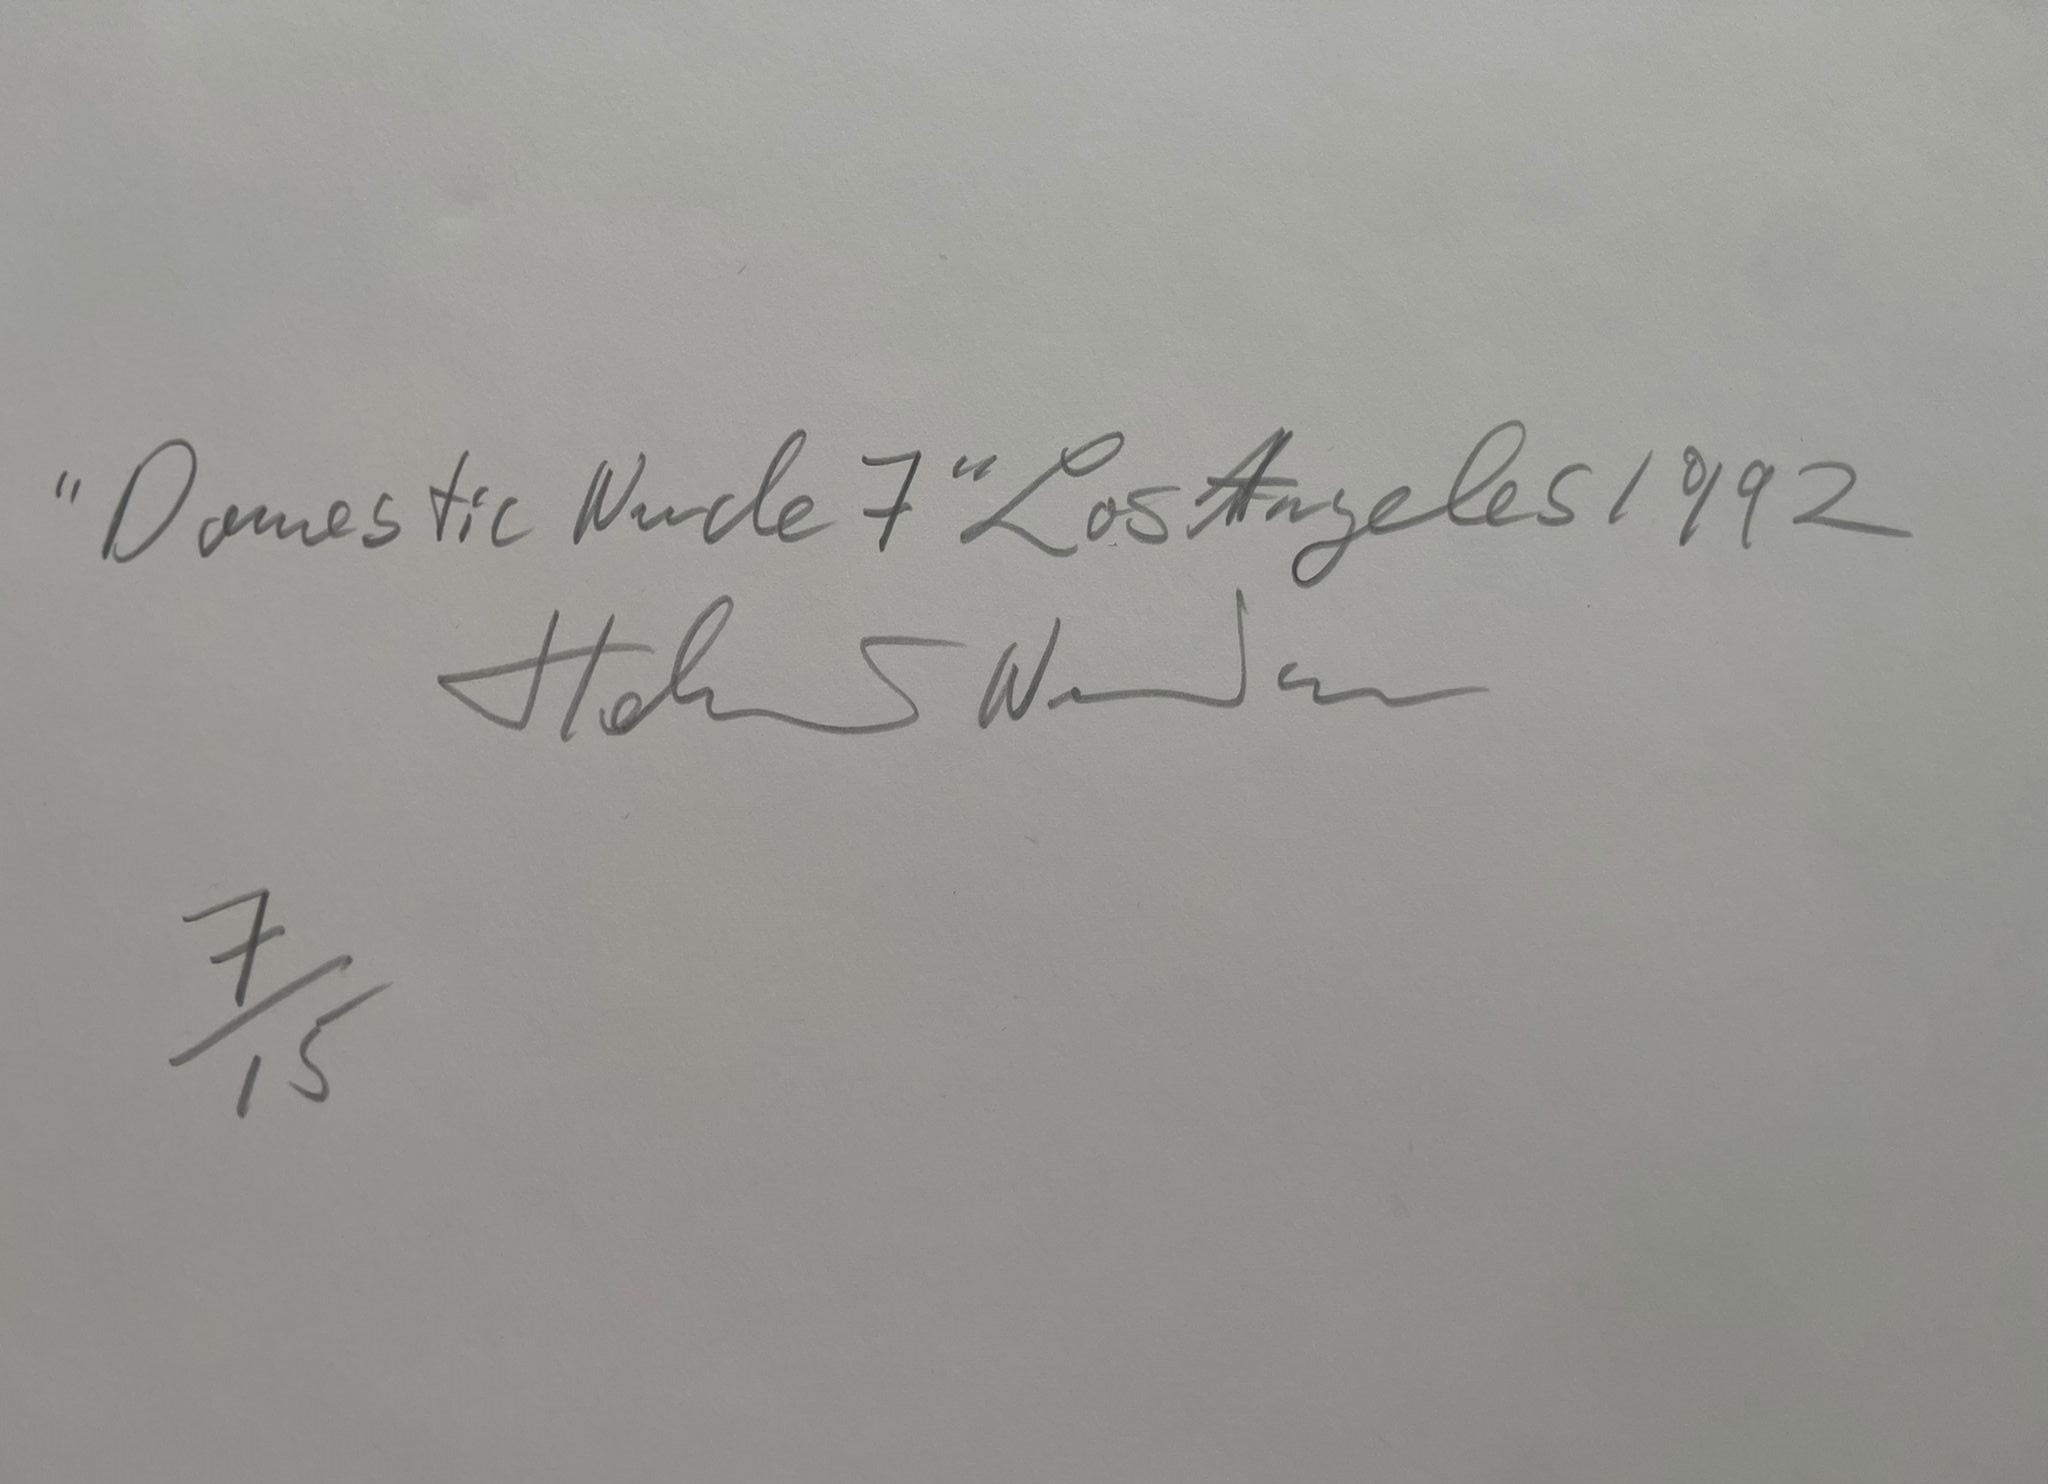 "Domestic Nude 7" Los Angeles 1992
Helmut Newton
7/15